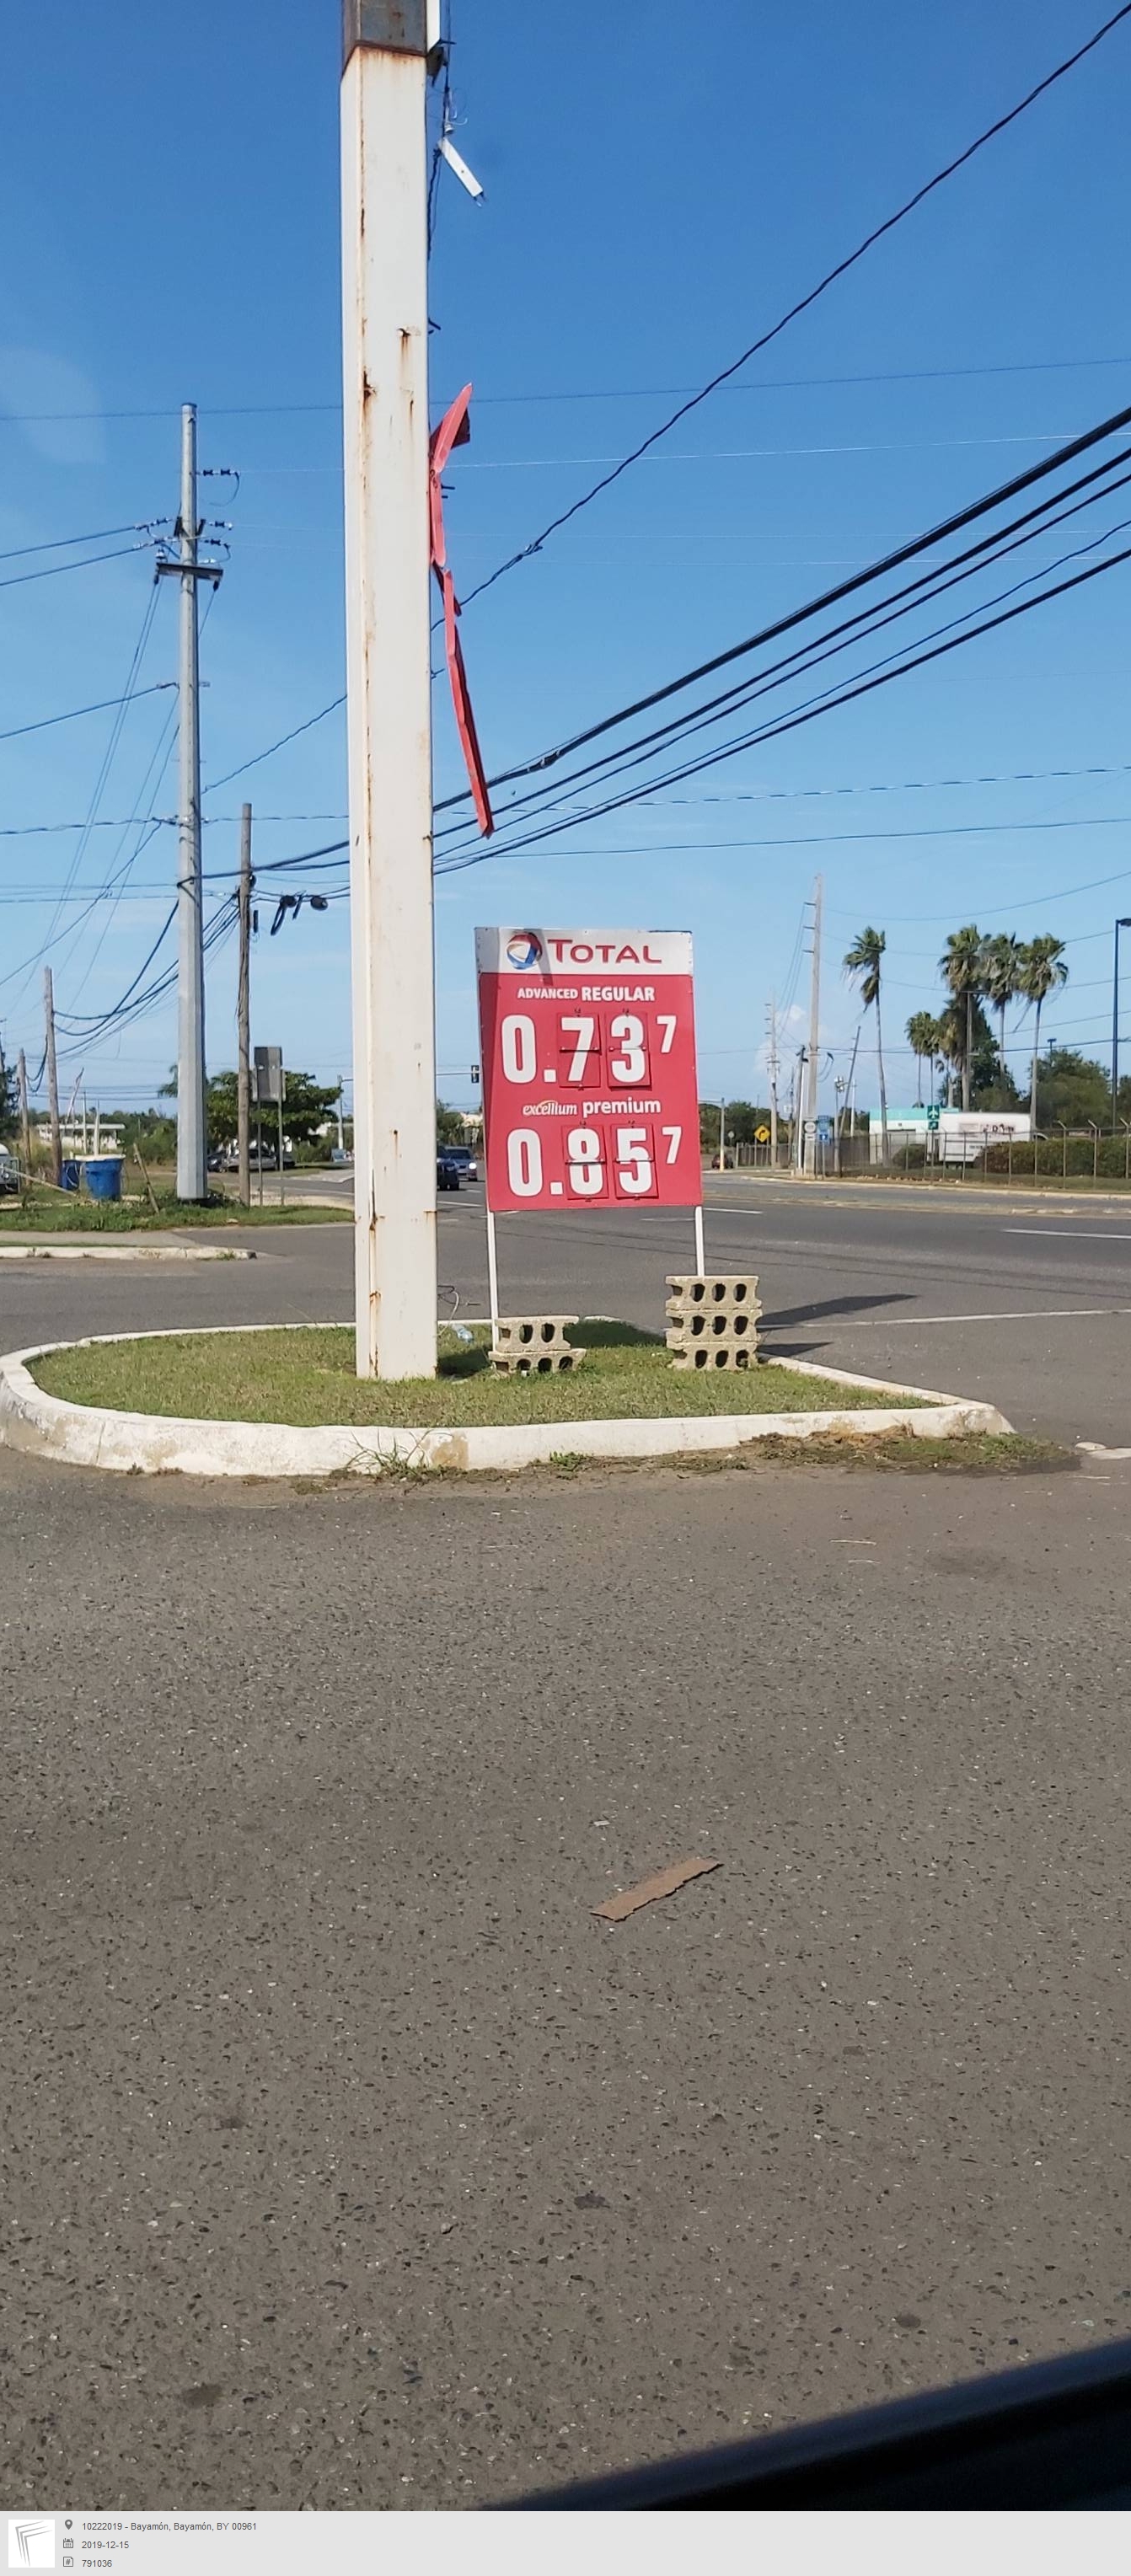 TOTAL
ADVANCED REGULAR
0.737
excellium premium
0.857
10222019 - Bayamón, Bayamón, BY 00961
2019-12-15
791036